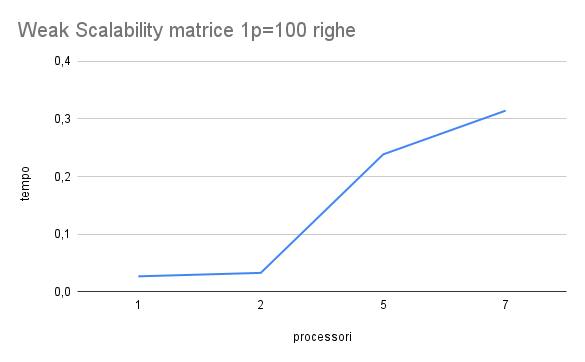 Weak Scalability matrice 1p=100 righe
0,4
0,3
0,2
0,1
0,0
tempo
1 2 5 7
processori